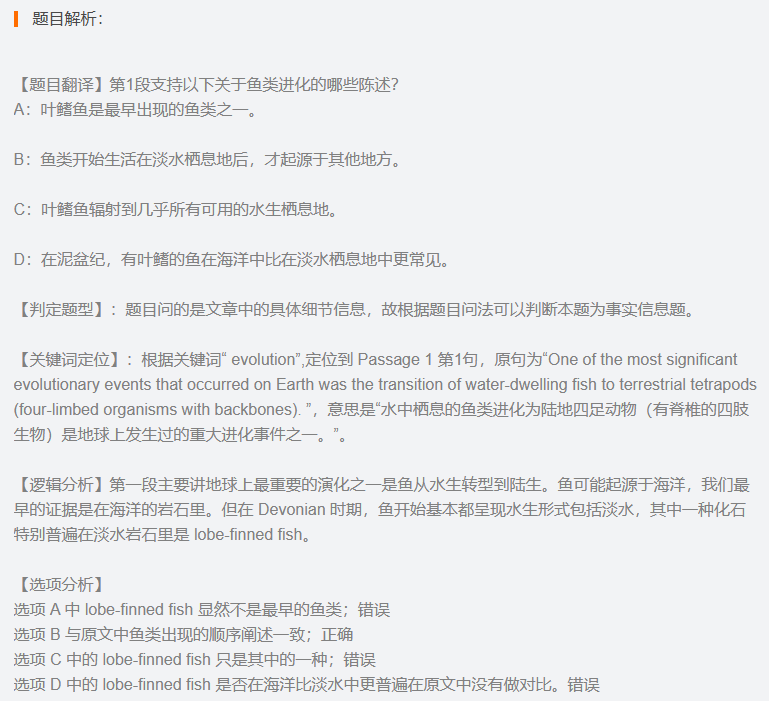 题目解析：
【题目翻译】第1段支持以下关于鱼类进化的哪些陈述？
A：叶鳍鱼是最早出现的鱼类之一。
B：鱼类开始生活在淡水栖息地后，才起源于其他地方。
C：叶鳍鱼辐射到几乎所有可用的水生栖息地。
D：在泥盆纪，有叶鳍的鱼在海洋中比在淡水栖息地中更常见。
【判定题型】：题目问的是文章中的具体细节信息，故根据题目问法可以判断本题为事实信息题。
【关键词定位】：根据关键词“ evolution”,定位到 Passage 1 第1句，原句为“One of the most significant
evolutionary events that occurred on Earth was the transition of water-dwelling fish to terrestrial tetrapods
(four-limbed organisms with backbones). ”，意思是“水中栖息的鱼类进化为陆地四足动物（有脊椎的四肢
生物）是地球上发生过的重大进化事件之一。”。
【逻辑分析】第一段主要讲地球上最重要的演化之一是鱼从水生转型到陆生。鱼可能起源于海洋，我们最
早的证据是在海洋的岩石里。但在 Devonian 时期，鱼开始基本都呈现水生形式包括淡水，其中一种化石
特别普遍在淡水岩石里是 lobe-finned fish。
【选项分析】
选项 A 中 lobe-finned fish 显然不是最早的鱼类；错误
选项 B 与原文中鱼类出现的顺序阐述一致；正确
选项 C 中的 lobe-finned fish 只是其中的一种；错误
选项 D 中的 lobe-finned fish 是否在海洋比淡水中更普遍在原文中没有做对比。错误